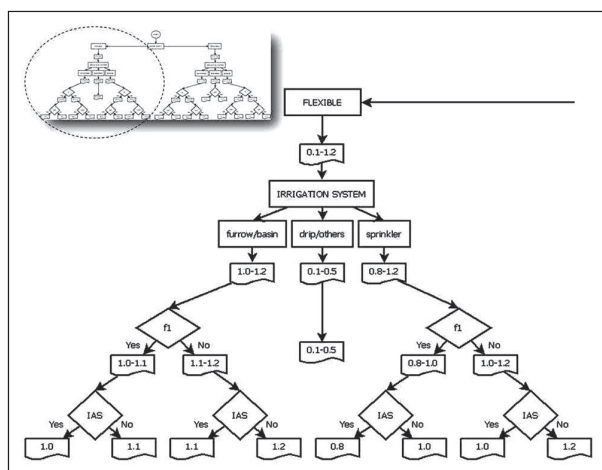 FLEXIBLE
0.1-1.2
IRRIGATION SYSTEM
furrow/basin drip/others sprinkler
1.0-1.2 0.1-0.5 0.8-1.2
f1 f1
Yes No 0.1-0.5 Yes No
1.0-1.1 1.1-1.2 0.8-1.0 1.0-1.2
Yes IAS No Yes IAS No Yes IAS No Yes IAS No
1.0 1.1 1.1 1.2 0.8 1.0 1.0 1.2